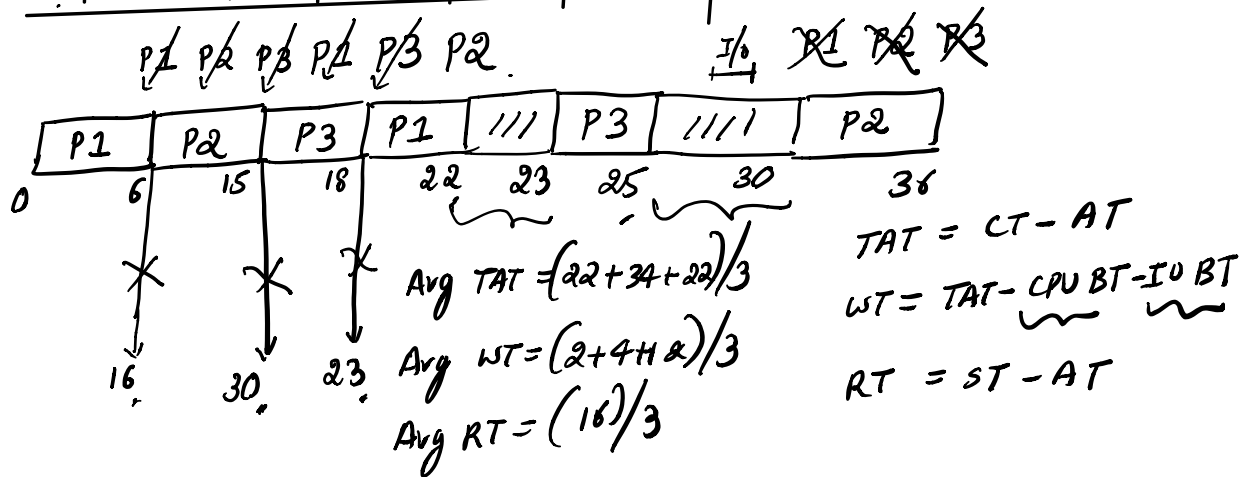 P1 P2 P3 P1 P3 P2. I/o P1 P2 P3
P1 P2 P3 P1 //// P3 //// P2
0 6 15 18 22 23 25 30 36
TAT = CT - AT
Avg TAT = (22+34+22)/3
WT = TAT - CPU BT - IO BT
16 30 23 Avg WT = (2+4+12)/3
RT = ST - AT
Avg RT = (16)/3